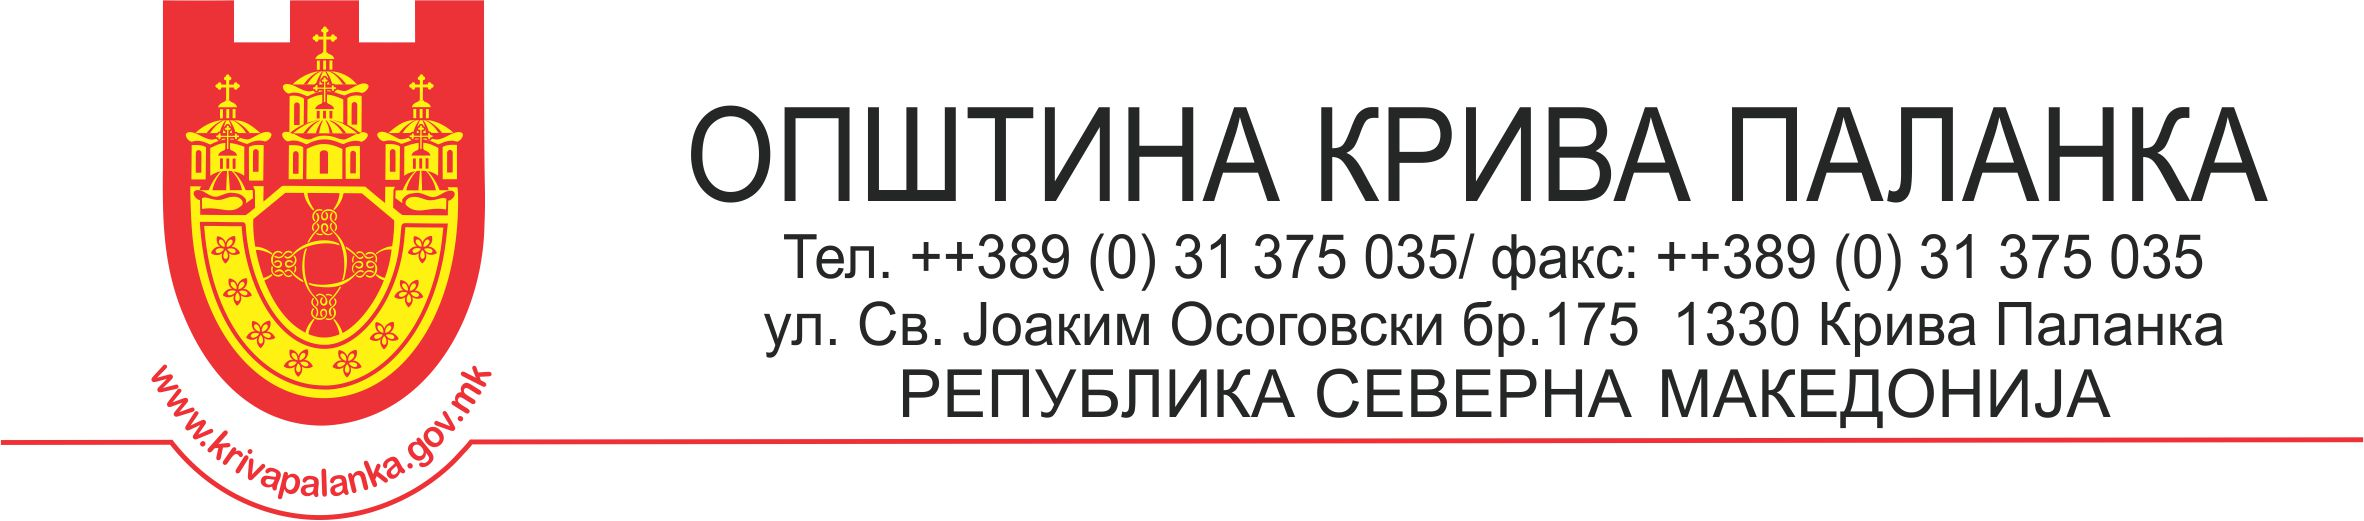 ОПШТИНА КРИВА ПАЛАНКА
Тел. ++389 (0) 31 375 035/ факс: ++389 (0) 31 375 035
ул. Св. Јоаким Осоговски бр.175  1330 Крива Паланка
РЕПУБЛИКА СЕВЕРНА МАКЕДОНИЈА
www.krivapalanka.gov.mk